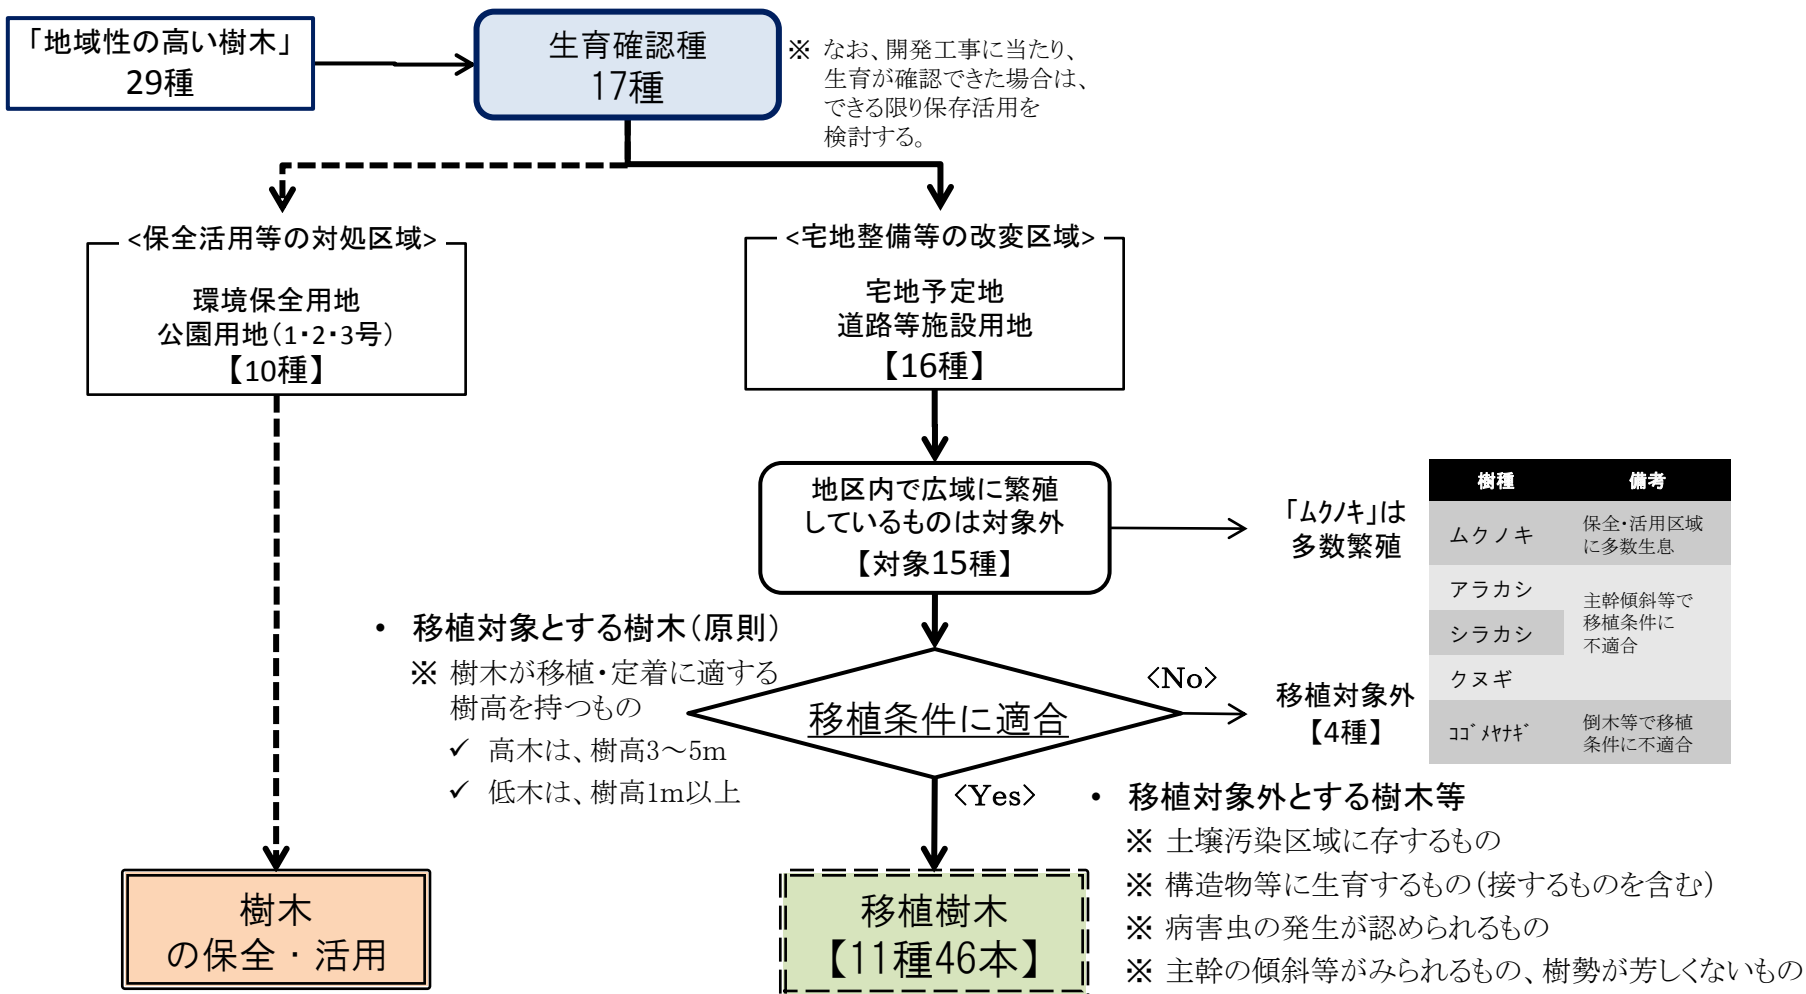 「地域性の高い樹木」
29種
生育確認種
17種
※ なお、開発工事に当たり、
生育が確認できた場合は、
できる限り保存活用を
検討する。
<保全活用等の対処区域>
環境保全用地
公園用地(1・2・3号)
【10種】
<宅地整備等の改変区域>
宅地予定地
道路等施設用地
【16種】
地区内で広域に繁殖
しているものは対象外
【対象15種】
「ムクノキ」は
多数繁殖
樹種 備考
ムクノキ 保全・活用区域
に多数生息
アラカシ
シラカシ
クヌギ
主幹傾斜等で
移植条件に
不適合
ココ゛メヤナキ゛ 倒木等で移植
条件に不適合
• 移植対象とする樹木(原則)
※ 樹木が移植・定着に適する
樹高を持つもの
✓ 高木は、樹高3～5m
✓ 低木は、樹高1m以上
移植条件に適合
<No>
移植対象外
【4種】
<Yes>
• 移植対象外とする樹木等
※ 土壌汚染区域に存するもの
※ 構造物等に生育するもの(接するものを含む)
※ 病害虫の発生が認められるもの
※ 主幹の傾斜等がみられるもの、樹勢が芳しくないもの
樹木
の保全・活用
移植樹木
【11種46本】